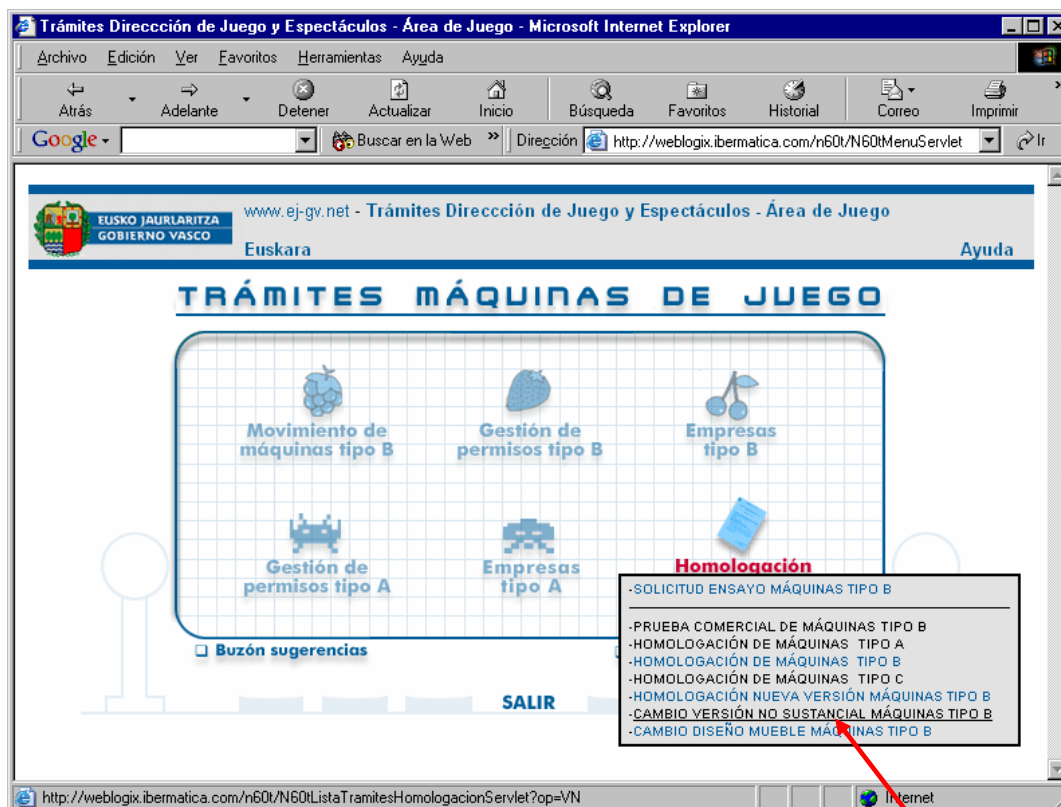 Trámites Direccción de Juego y Espectáculos - Área de Juego - Microsoft Internet Explorer
Archivo Edición Ver Favoritos Herramientas Ayuda
Atrás Adelante Detener Actualizar Inicio Búsqueda Favoritos Historial Correo Imprimir
Google Buscar en la Web » Dirección http://weblogix.ibermatica.com/n60t/N60tMenuServlet Ir
EUSKO JAURLARITZA
GOBIERNO VASCO
www.ej-gv.net - Trámites Direccción de Juego y Espectáculos - Área de Juego
Euskara Ayuda
TRÁMITES MÁQUINAS DE JUEGO
Movimiento de
máquinas tipo B
Gestión de
permisos tipo B
Empresas
tipo B
Gestión de
permisos tipo A
Empresas
tipo A
Homologación
-SOLICITUD ENSAYO MÁQUINAS TIPO B
-PRUEBA COMERCIAL DE MÁQUINAS TIPO B
-HOMOLOGACIÓN DE MÁQUINAS TIPO A
-HOMOLOGACIÓN DE MÁQUINAS TIPO B
-HOMOLOGACIÓN DE MÁQUINAS TIPO C
-HOMOLOGACIÓN NUEVA VERSIÓN MÁQUINAS TIPO B
-CAMBIO VERSIÓN NO SUSTANCIAL MÁQUINAS TIPO B
-CAMBIO DISEÑO MUEBLE MÁQUINAS TIPO B
Buzón sugerencias
SALIR
http://weblogix.ibermatica.com/n60t/N60tListaTramitesHomologacionServlet?op=VN Internet